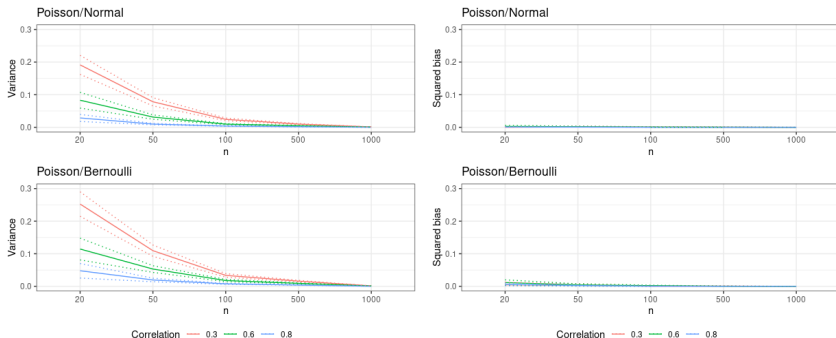 Poisson/Normal
0.3
0.2
0.1
0.0
Variance
20 50 100 500 1000
n
Poisson/Normal
0.3
0.2
0.1
0.0
Squared bias
20 50 100 500 1000
n
Poisson/Bernoulli
0.3
0.2
0.1
0.0
Variance
20 50 100 500 1000
n
Poisson/Bernoulli
0.3
0.2
0.1
0.0
Squared bias
20 50 100 500 1000
n
Correlation 0.3 0.6 0.8
Correlation 0.3 0.6 0.8